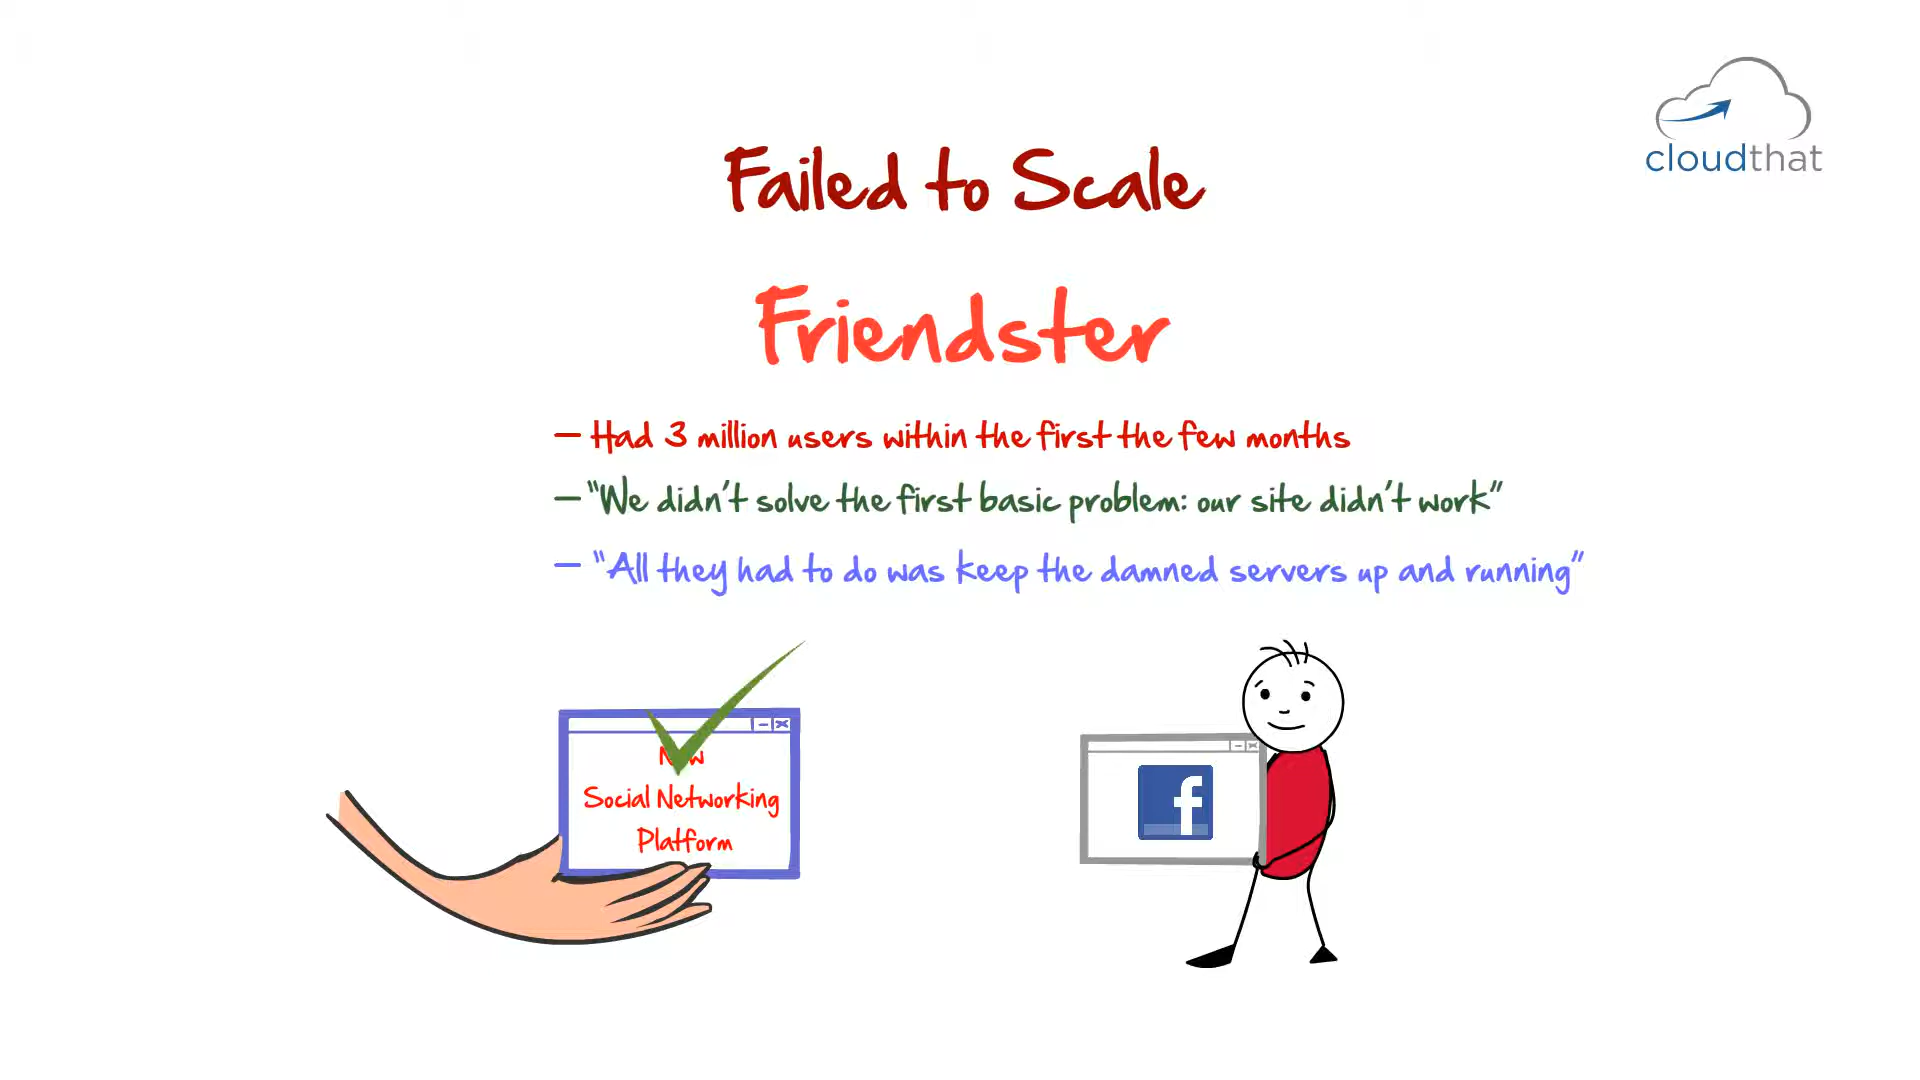 cloudthat
Failed to Scale
Friendster
— Had 3 million users within the first the few months
— "We didn't solve the first basic problem: our site didn't work"
— "All they had to do was keep the damned servers up and running"
Social Networking
Platform
f